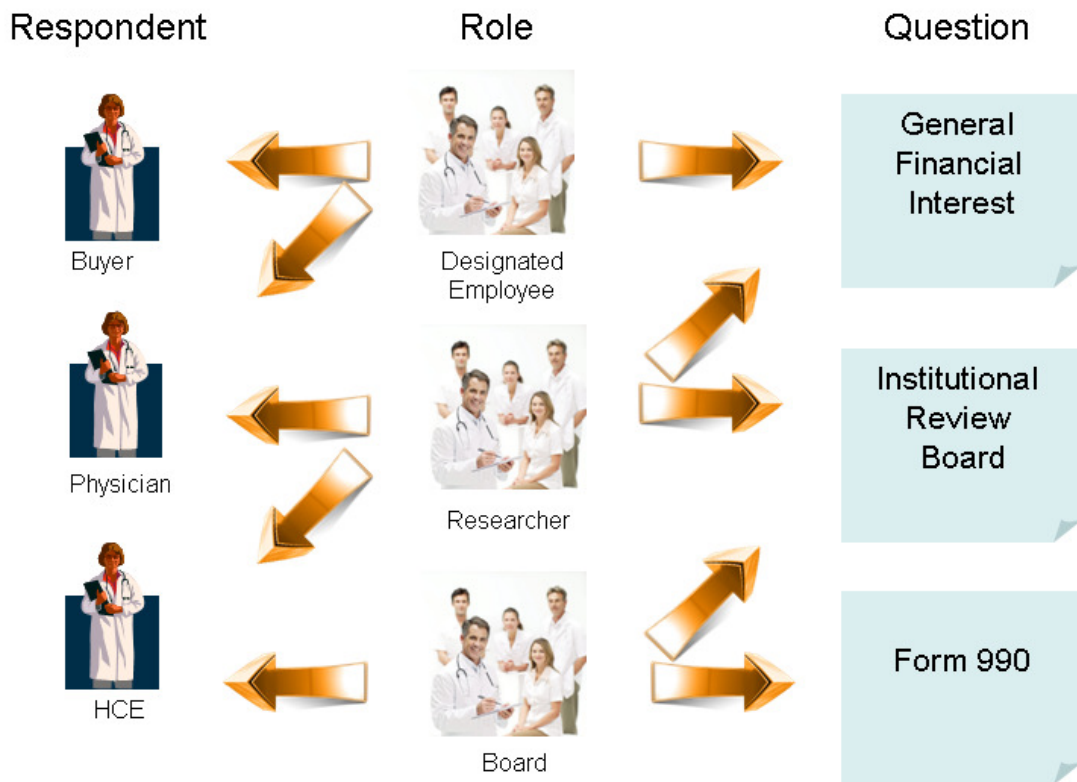 Respondent
Role
Question
Buyer
Designated
Employee
General
Financial
Interest
Physician
Researcher
Institutional
Review
Board
HCE
Board
Form 990